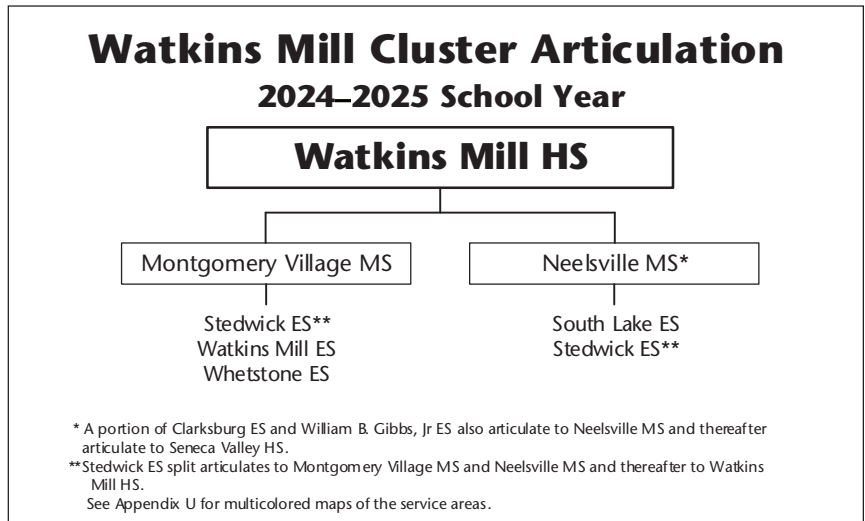 Watkins Mill Cluster Articulation
2024–2025 School Year
Watkins Mill HS
Montgomery Village MS
Neelsville MS*
Stedwick ES**
Watkins Mill ES
Whetstone ES
South Lake ES
Stedwick ES**
* A portion of Clarksburg ES and William B. Gibbs, Jr ES also articulate to Neelsville MS and thereafter
articulate to Seneca Valley HS.
**Stedwick ES split articulates to Montgomery Village MS and Neelsville MS and thereafter to Watkins
Mill HS.
See Appendix U for multicolored maps of the service areas.